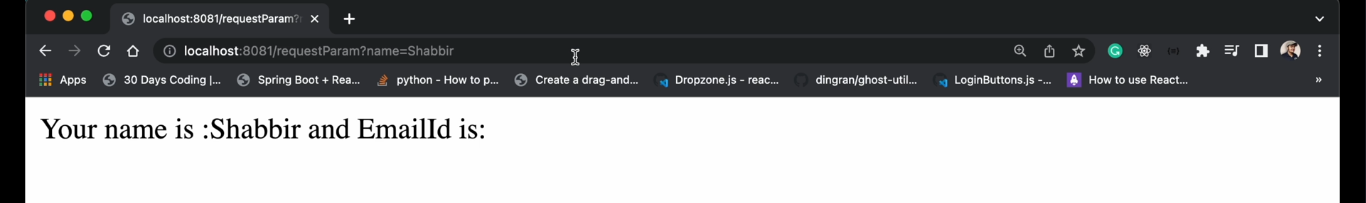 localhost:8081/requestParam?
localhost:8081/requestParam?name=Shabbir
Apps 30 Days Coding |... Spring Boot + Rea... python - How to p... Create a drag-and... Dropzone.js - reac... dingran/ghost-util... LoginButtons.js -... How to use React... »
Your name is :Shabbir and EmailId is: